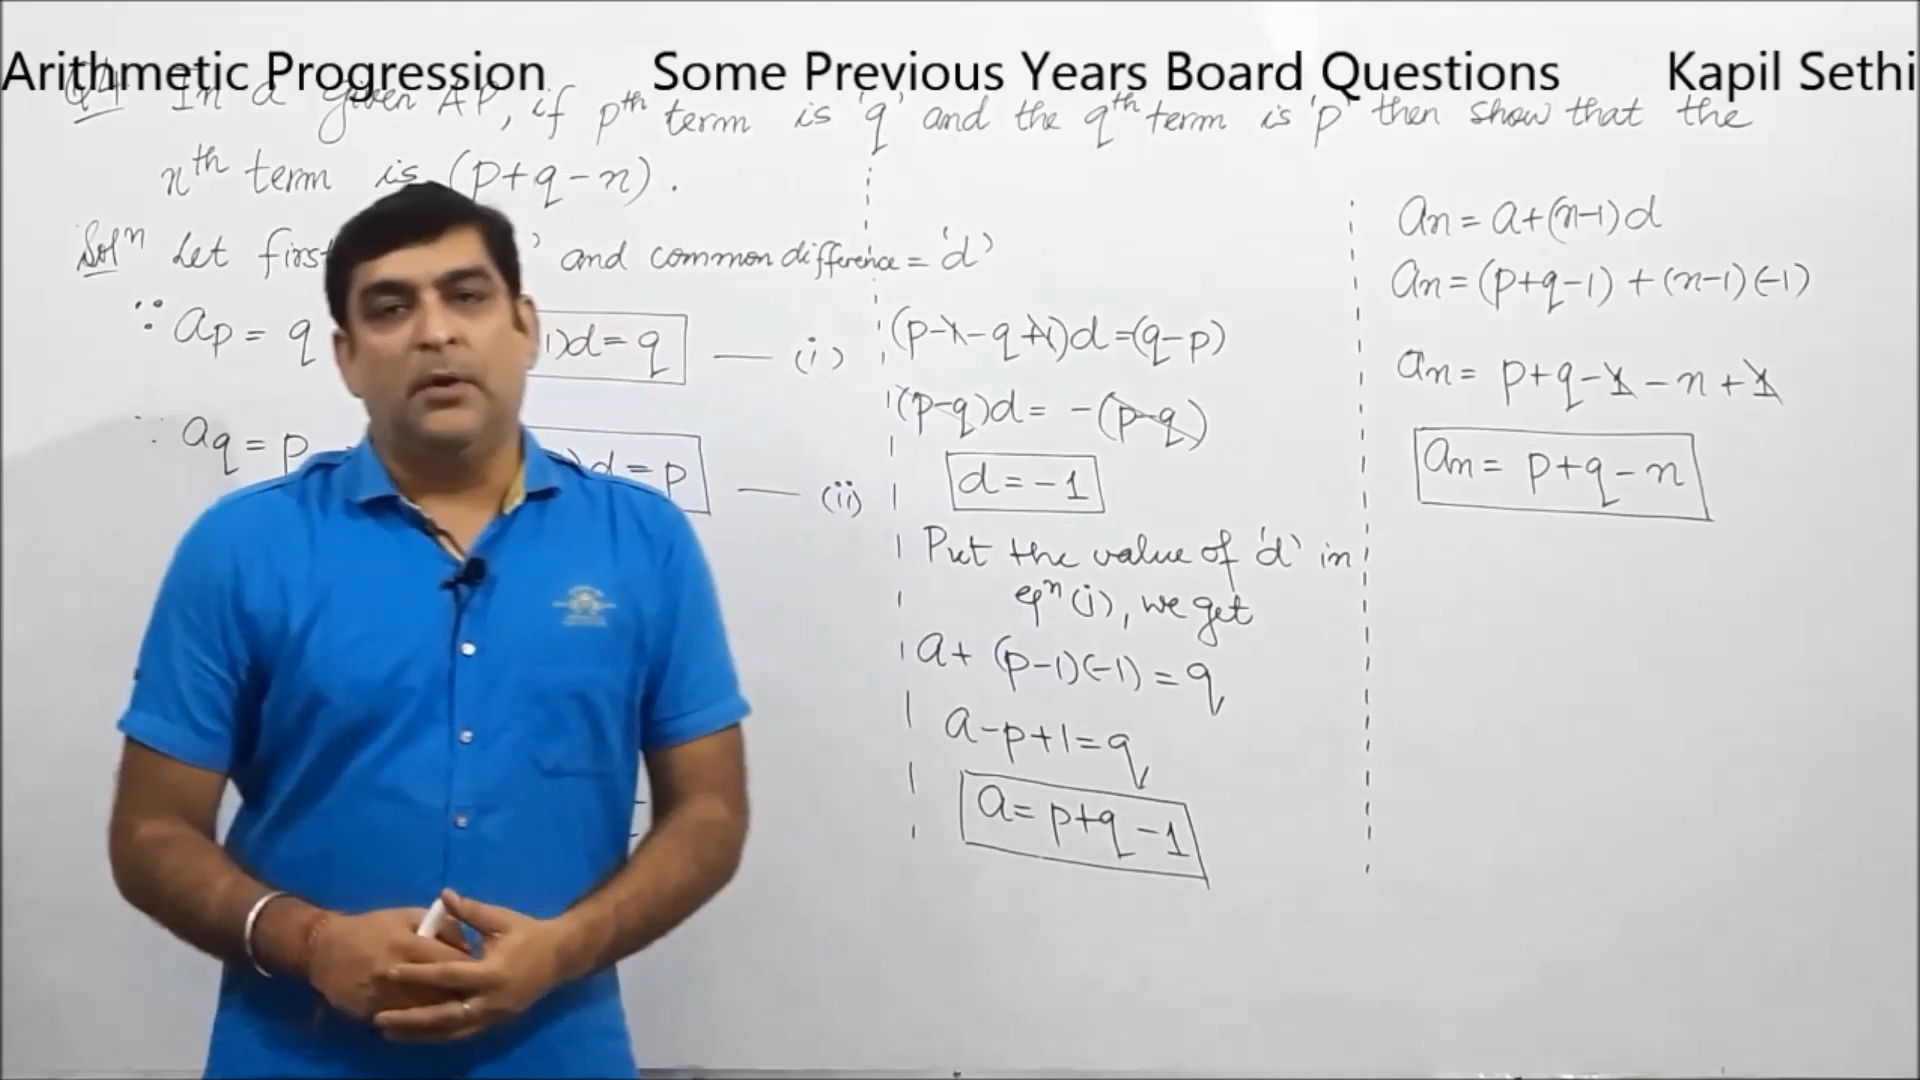 Arithmetic Progression Some Previous Years Board Questions Kapil Sethi
Q4 In a given AP, if pth term is 'q' and the qth term is 'p' then show that the
nth term is (p+q-n).
Soln Let firs ' and common difference = 'd'
∵ ap = q 1)d = q — (i)
∵ aq = p )d = p — (ii)
(p-1-q+1)d=(q-p)
(p-q)d = -(p-q)
d = -1
Put the value of 'd' in
eqn (i), we get
a + (p-1)(-1) = q
a-p+1=q
a = p+q-1
an = a+(n-1)d
an = (p+q-1) + (n-1)(-1)
an = p+q-1-n+1
an = p+q-n